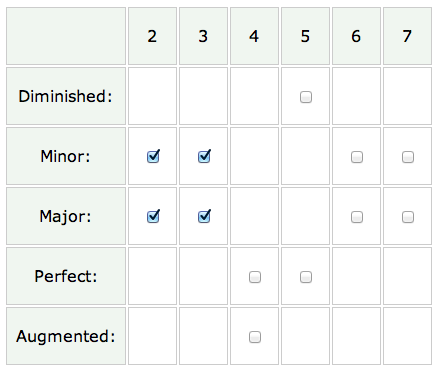 2 3 4 5 6 7
Diminished:
Minor:
Major:
Perfect:
Augmented: